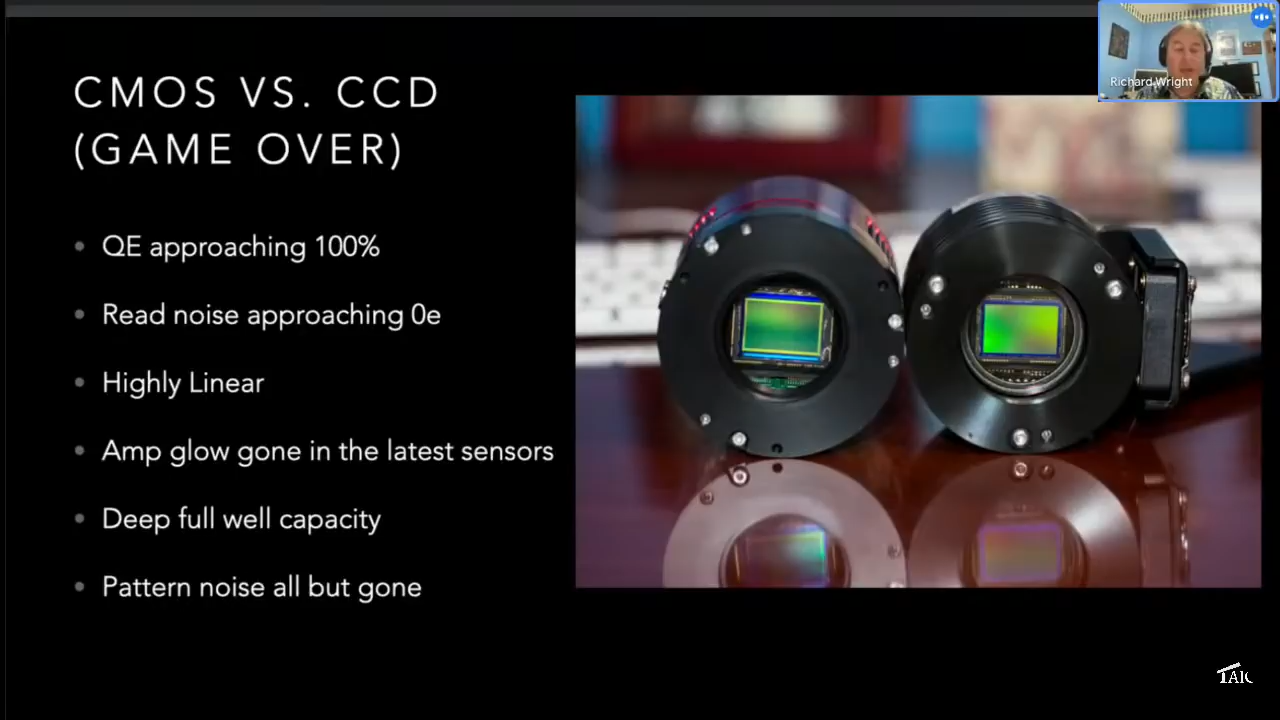 CMOS VS. CCD
(GAME OVER)
QE approaching 100%
Read noise approaching 0e
Highly Linear
Amp glow gone in the latest sensors
Deep full well capacity
Pattern noise all but gone
Richard Wright
TAIC